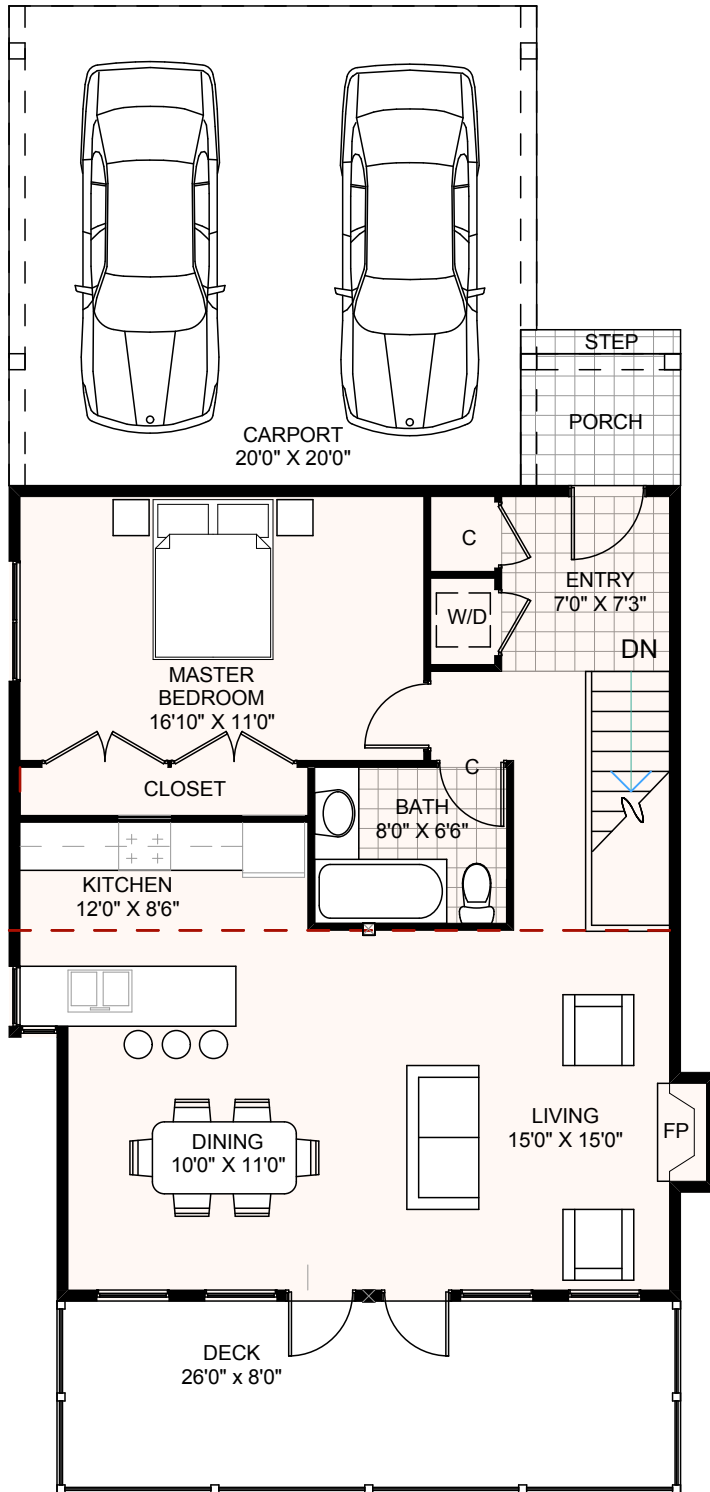 STEP
PORCH
CARPORT
20'0" X 20'0"
C
ENTRY
7'0" X 7'3"
W/D
DN
MASTER
BEDROOM
16'10" X 11'0"
C
CLOSET
BATH
8'0" X 6'6"
KITCHEN
12'0" X 8'6"
LIVING
15'0" X 15'0"
FP
DINING
10'0" X 11'0"
DECK
26'0" x 8'0"